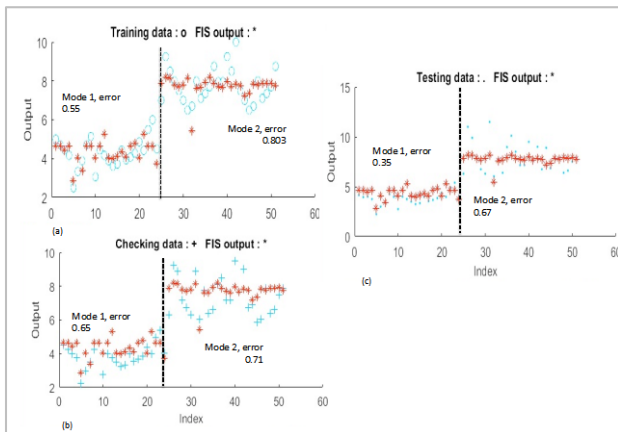 Training data : o FIS output : *
10
8
6
4
2
Output
Mode 1, error
0.55
Mode 2, error
0.803
0 10 20 30 40 50 60
(a)
Checking data : + FIS output : *
10
8
6
4
2
Output
Mode 1, error
0.65
Mode 2, error
0.71
0 10 20 30 40 50 60
Index
(b)
Testing data : . FIS output : *
15
10
5
0
Output
Mode 1, error
0.35
Mode 2, error
0.67
0 10 20 30 40 50 60
Index
(c)